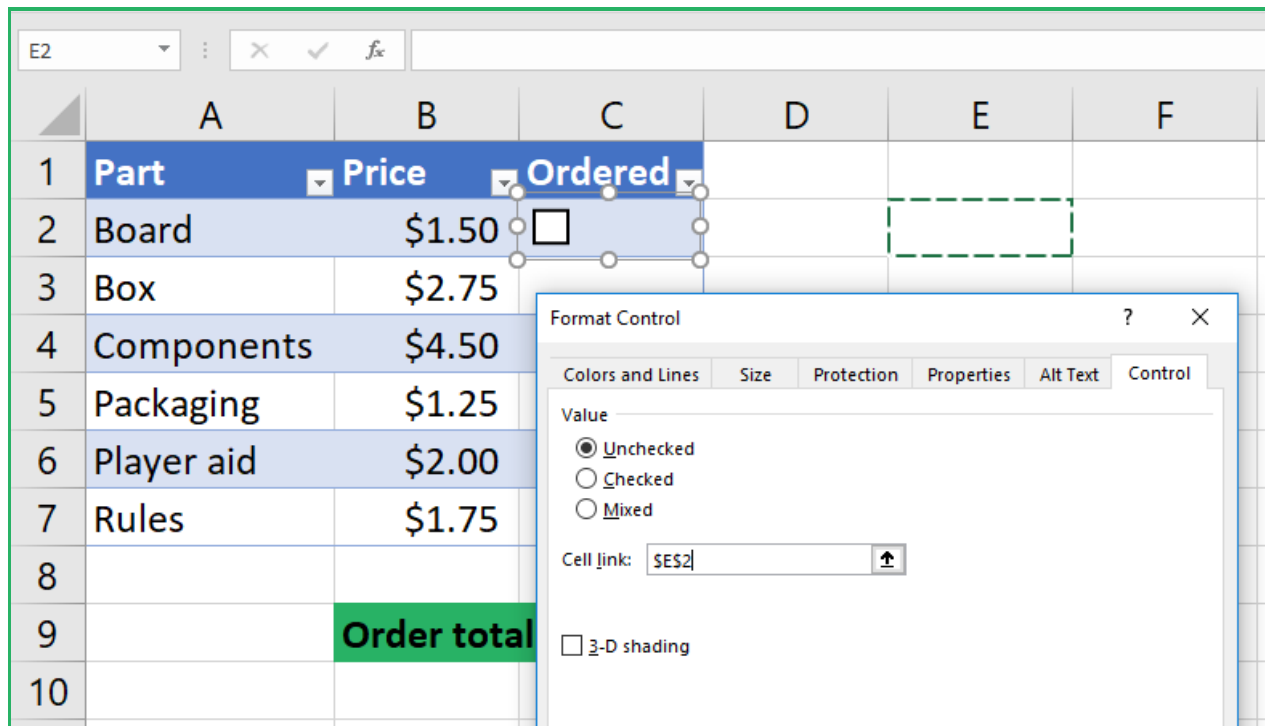 E2 fx
A B C D E F
1 Part Price Ordered
2 Board $1.50
3 Box $2.75
4 Components $4.50
5 Packaging $1.25
6 Player aid $2.00
7 Rules $1.75
8
9 Order total
10
Format Control ?
Colors and Lines Size Protection Properties Alt Text Control
Value
Unchecked
Checked
Mixed
Cell link: $E$2
3-D shading